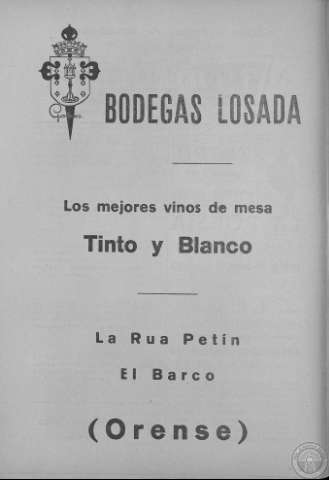 BODEGAS LOSADA
Los mejores vinos de mesa
Tinto y Blanco
La Rua Petín
El Barco
(Orense)